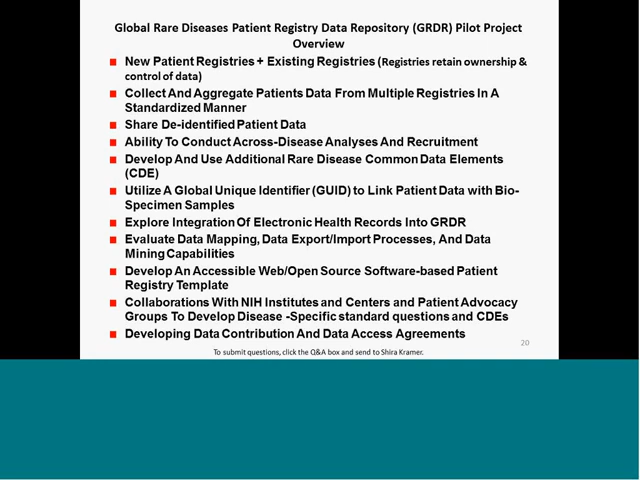 Global Rare Diseases Patient Registry Data Repository (GRDR) Pilot Project
Overview
New Patient Registries + Existing Registries (Registries retain ownership &
control of data)
Collect And Aggregate Patients Data From Multiple Registries In A
Standardized Manner
Share De-identified Patient Data
Ability To Conduct Across-Disease Analyses And Recruitment
Develop And Use Additional Rare Disease Common Data Elements
(CDE)
Utilize A Global Unique Identifier (GUID) to Link Patient Data with Bio-
Specimen Samples
Explore Integration Of Electronic Health Records Into GRDR
Evaluate Data Mapping, Data Export/Import Processes, And Data
Mining Capabilities
Develop An Accessible Web/Open Source Software-based Patient
Registry Template
Collaborations With NIH Institutes and Centers and Patient Advocacy
Groups To Develop Disease -Specific standard questions and CDEs
Developing Data Contribution And Data Access Agreements
20
To submit questions, click the Q&A box and send to Shira Kramer.